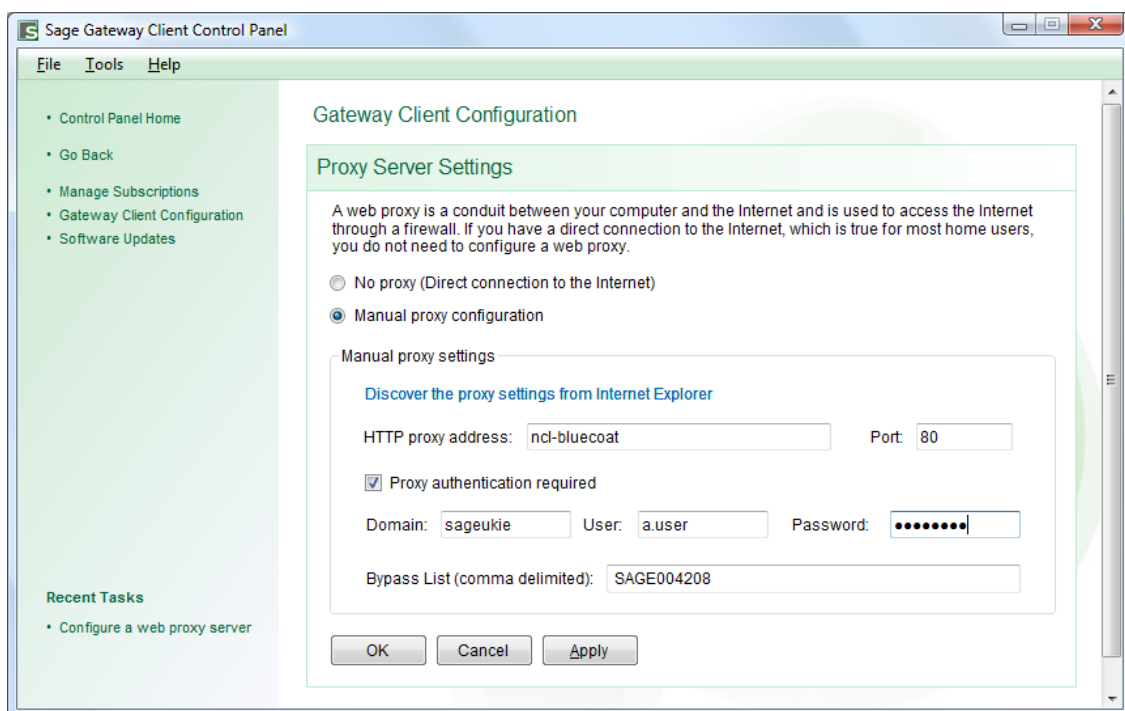 Sage Gateway Client Control Panel
File Tools Help
• Control Panel Home
• Go Back
• Manage Subscriptions
• Gateway Client Configuration
• Software Updates
Recent Tasks
• Configure a web proxy server
Gateway Client Configuration
Proxy Server Settings
A web proxy is a conduit between your computer and the Internet and is used to access the Internet
through a firewall. If you have a direct connection to the Internet, which is true for most home users,
you do not need to configure a web proxy.
No proxy (Direct connection to the Internet)
Manual proxy configuration
Manual proxy settings
Discover the proxy settings from Internet Explorer
HTTP proxy address: ncl-bluecoat Port: 80
Proxy authentication required
Domain: sageukie User: a.user Password: ●●●●●●●●
Bypass List (comma delimited): SAGE004208
OK Cancel Apply